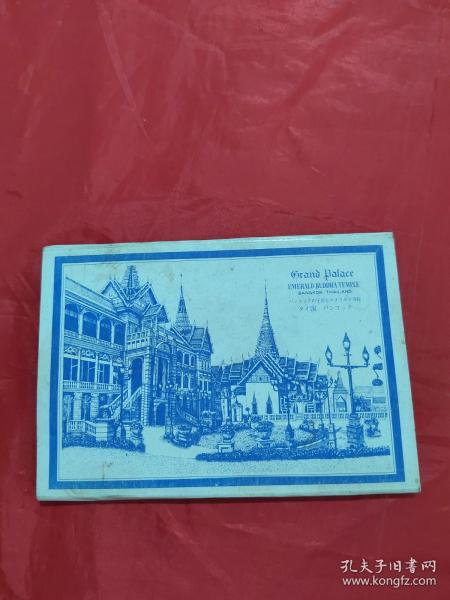 Grand Palace
EMERALD BUDDHA TEMPLE
BANGKOK, THAILAND
タイ国 バンコック
孔夫子旧书网
www.kongfz.com